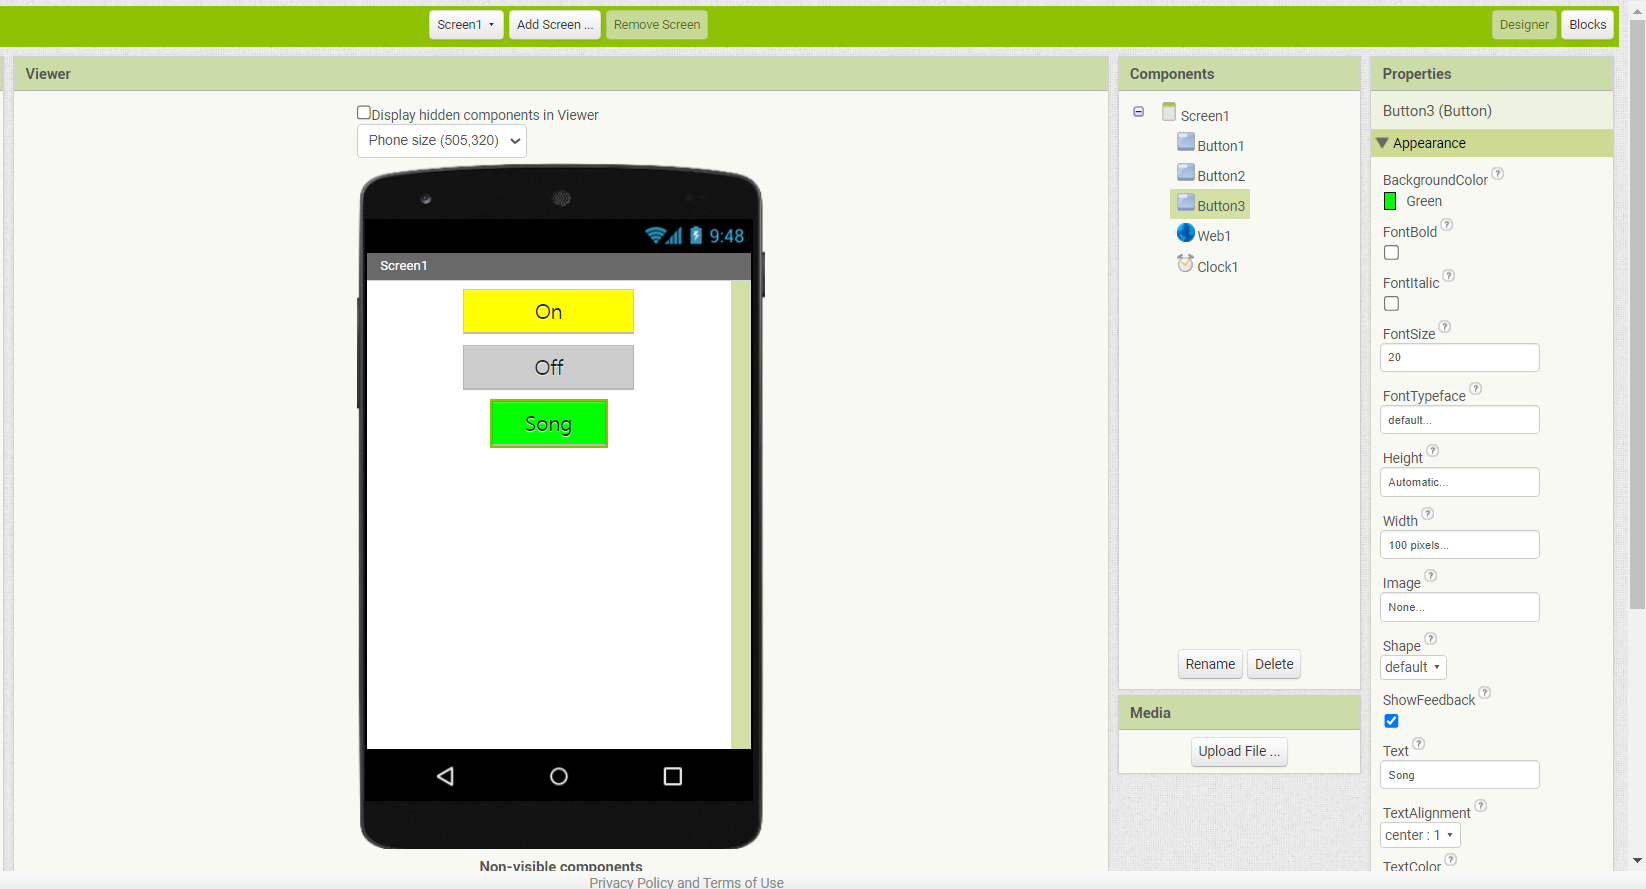 Screen1 Add Screen ... Remove Screen Designer Blocks
Viewer
Display hidden components in Viewer
Phone size (505,320)
9:48
Screen1
On
Off
Song
Non-visible components
Components
Screen1
Button1
Button2
Button3
Web1
Clock1
Rename Delete
Media
Upload File ...
Properties
Button3 (Button)
Appearance
BackgroundColor ?
Green
FontBold ?
FontItalic ?
FontSize ?
20
FontTypeface ?
default...
Height ?
Automatic...
Width ?
100 pixels...
Image ?
None...
Shape ?
default
ShowFeedback ?
Text ?
Song
TextAlignment ?
center : 1
TextColor ?
Privacy Policy and Terms of Use